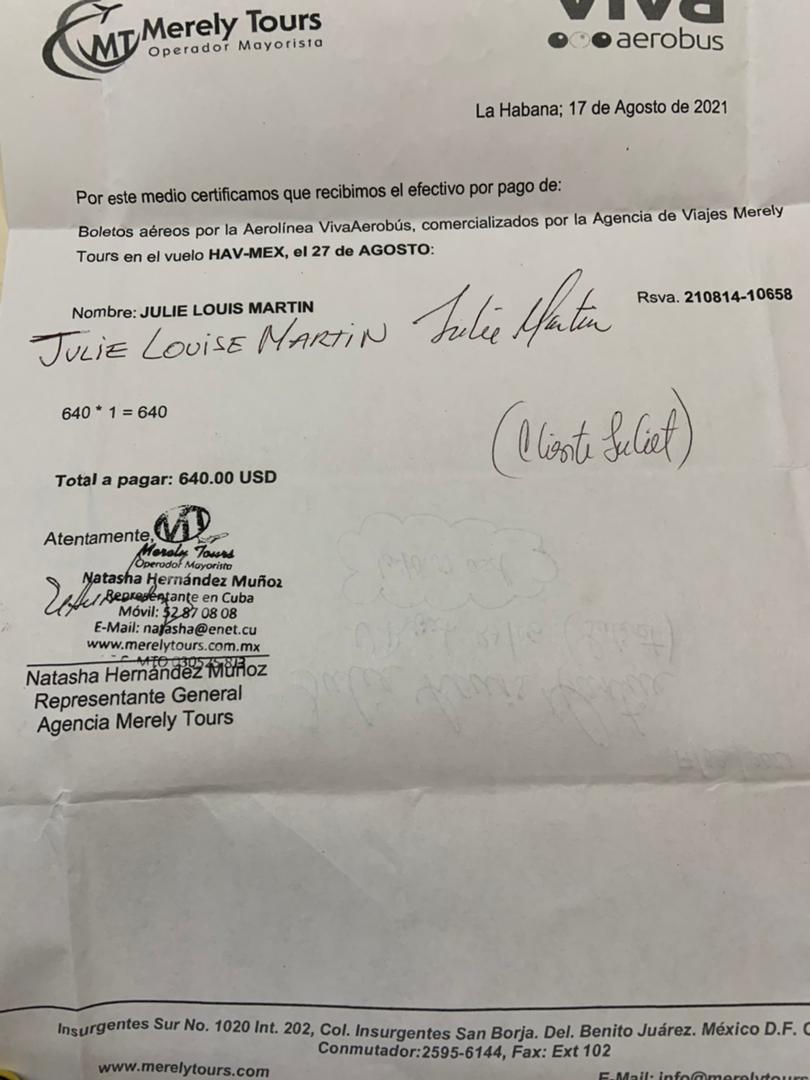 MT Merely Tours
Operador Mayorista
viva
aerobus
La Habana; 17 de Agosto de 2021
Por este medio certificamos que recibimos el efectivo por pago de:
Boletos aéreos por la Aerolínea VivaAerobús, comercializados por la Agencia de Viajes Merely
Tours en el vuelo HAV-MEX, el 27 de AGOSTO:
Nombre: JULIE LOUIS MARTIN Rsva. 210814-10658
JULIE LOUISE MARTIN Julie Martin
640 * 1 = 640
(Cliente Juliet)
Total a pagar: 640.00 USD
Atentamente,
MT
Merely Tours
Operador Mayorista
Natasha Hernández Muñoz
Representante en Cuba
Móvil: 52 87 08 08
E-Mail: natasha@enet.cu
www.merelytours.com.mx
Natasha Hernández Muñoz
Representante General
Agencia Merely Tours
Insurgentes Sur No. 1020 Int. 202, Col. Insurgentes San Borja. Del. Benito Juárez. México D.F. C
Conmutador:2595-6144, Fax: Ext 102
www.merelytours.com
E-Mail: info@merelytours